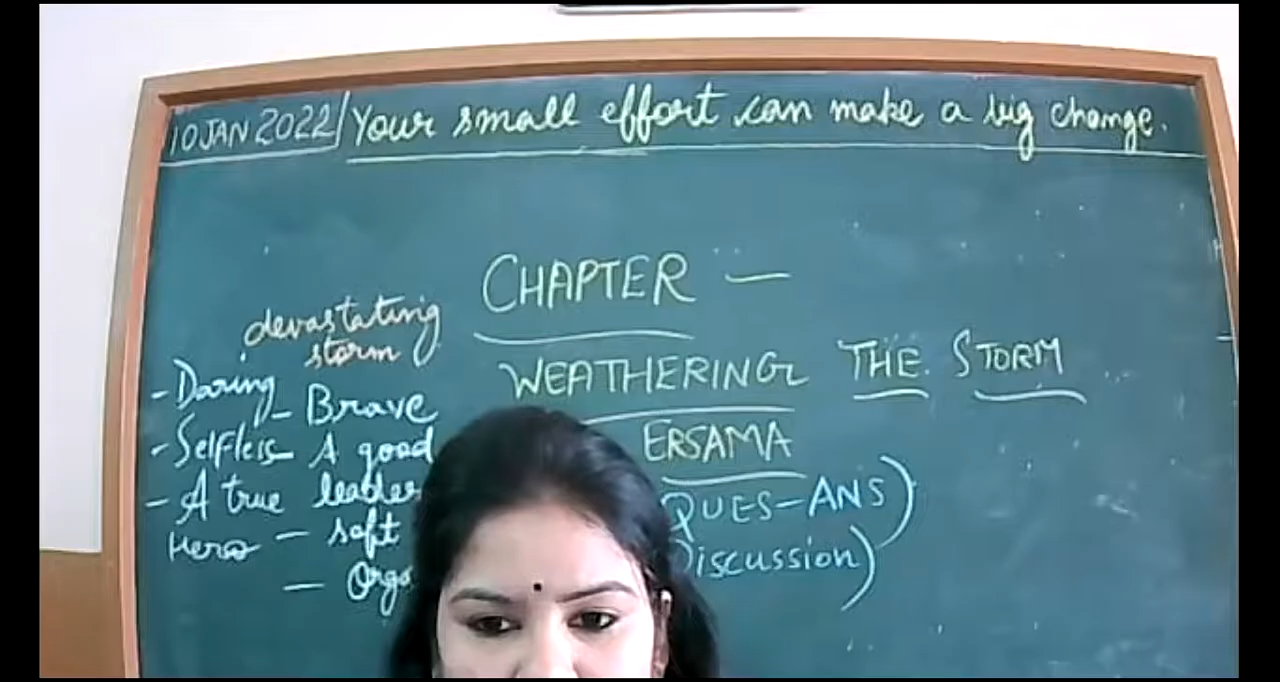 10 JAN 2022 / Your small effort can make a big change.
CHAPTER —
WEATHERING THE STORM
ERSAMA
QUES-ANS)
Discussion)
devastating
storm
- Daring
- Brave
- Selfless
- A good
leader
- A true
Hero
- soft
-